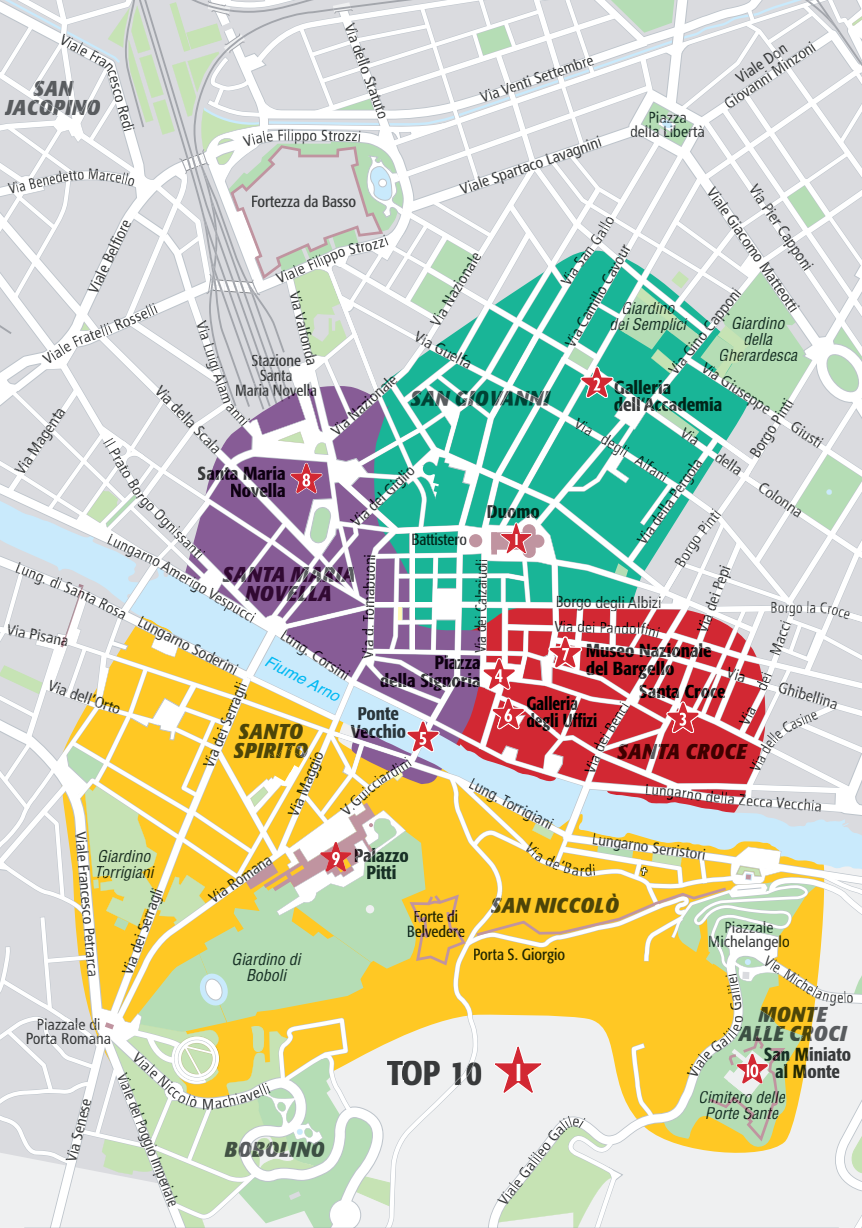 Viale Francesco Redi
SAN
JACOPINO
Via dello Statuto
Via Venti Settembre
Viale Don
Giovanni Minzoni
Piazza
della Libertà
Viale Filippo Strozzi
Viale Spartaco Lavagnini
Via Benedetto Marcello
Fortezza da Basso
Viale Giacomo Matteotti
Via Pier Capponi
Viale Belfiore
Viale Filippo Strozzi
Via San Gallo
Via Camillo Cavour
Via Nazionale
Via Valfonda
Viale Fratelli Rosselli
Via Luigi Alamanni
Via Guelfa
Giardino
dei Semplici
Via Gino Capponi
Giardino
della
Gherardesca
Stazione
Santa
Maria Novella
Via Nazionale
SAN GIOVANNI
2
Galleria
dell'Accademia
Via Giuseppe
Giusti
Borgo Pinti
Via della Scala
Via Magenta
Il Prato Borgo Ognissanti
Via degli Alfani
Via della Colonna
Via della Pergola
Santa Maria
Novella
8
Via del Giglio
Duomo
1
Battistero
Borgo Pinti
Lungarno Amerigo Vespucci
Lung. di Santa Rosa
SANTA MARIA
NOVELLA
Via d. Tornabuoni
Via dei Calzaiuoli
Borgo degli Albizi
Via dei Pepi
Borgo la Croce
Via Pisana
Lungarno Soderini
Lung. Corsini
Fiume Arno
Via dei Pandolfini
7
Museo Nazionale
del Bargello
Via dei Macci
Via Ghibellina
Piazza
della Signoria
4
Santa Croce
3
Via dell'Orto
Via dei Serragli
SANTO
SPIRITO
Ponte
Vecchio
5
6
Galleria
degli Uffizi
Via dei Benci
SANTA CROCE
Via delle Casine
Via Maggio
V. Guicciardini
Lung. Torrigiani
Lungarno della Zecca Vecchia
Viale Francesco Petrarca
Giardino
Torrigiani
Via Romana
9
Palazzo
Pitti
Via de'Bardi
Lungarno Serristori
Via dei Serragli
Forte di
Belvedere
SAN NICCOLÒ
Porta S. Giorgio
Piazzale
Michelangelo
Giardino di
Boboli
Vle Michelangelo
Viale Galileo Galilei
Piazzale di
Porta Romana
MONTE
ALLE CROCI
10
San Miniato
al Monte
TOP 10
1
Cimitero delle
Porte Sante
Viale Niccolò Machiavelli
Viale del Poggio Imperiale
Via Senese
BOBOLINO
Viale Galileo Galilei